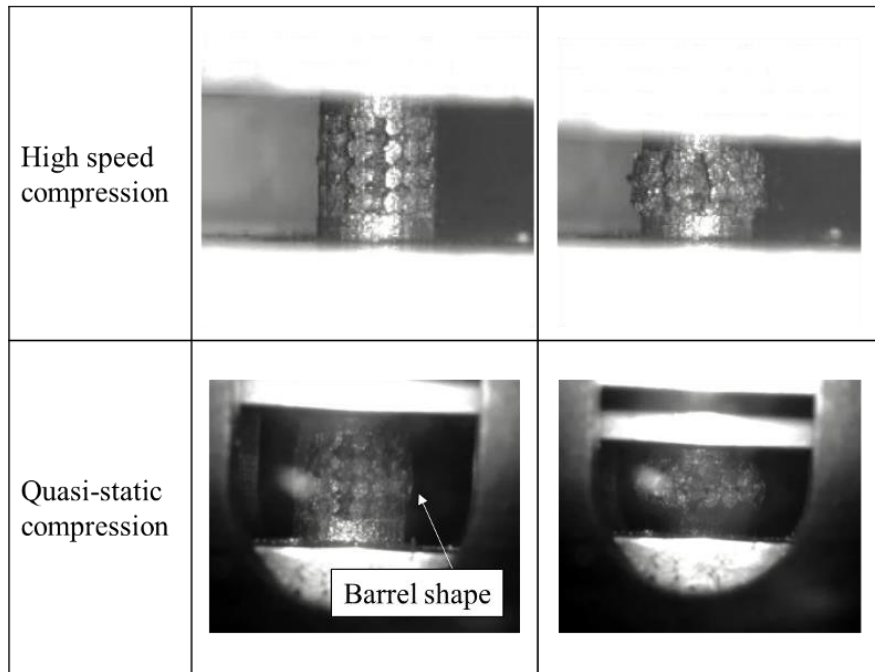 High speed
compression
Quasi-static
compression
Barrel shape